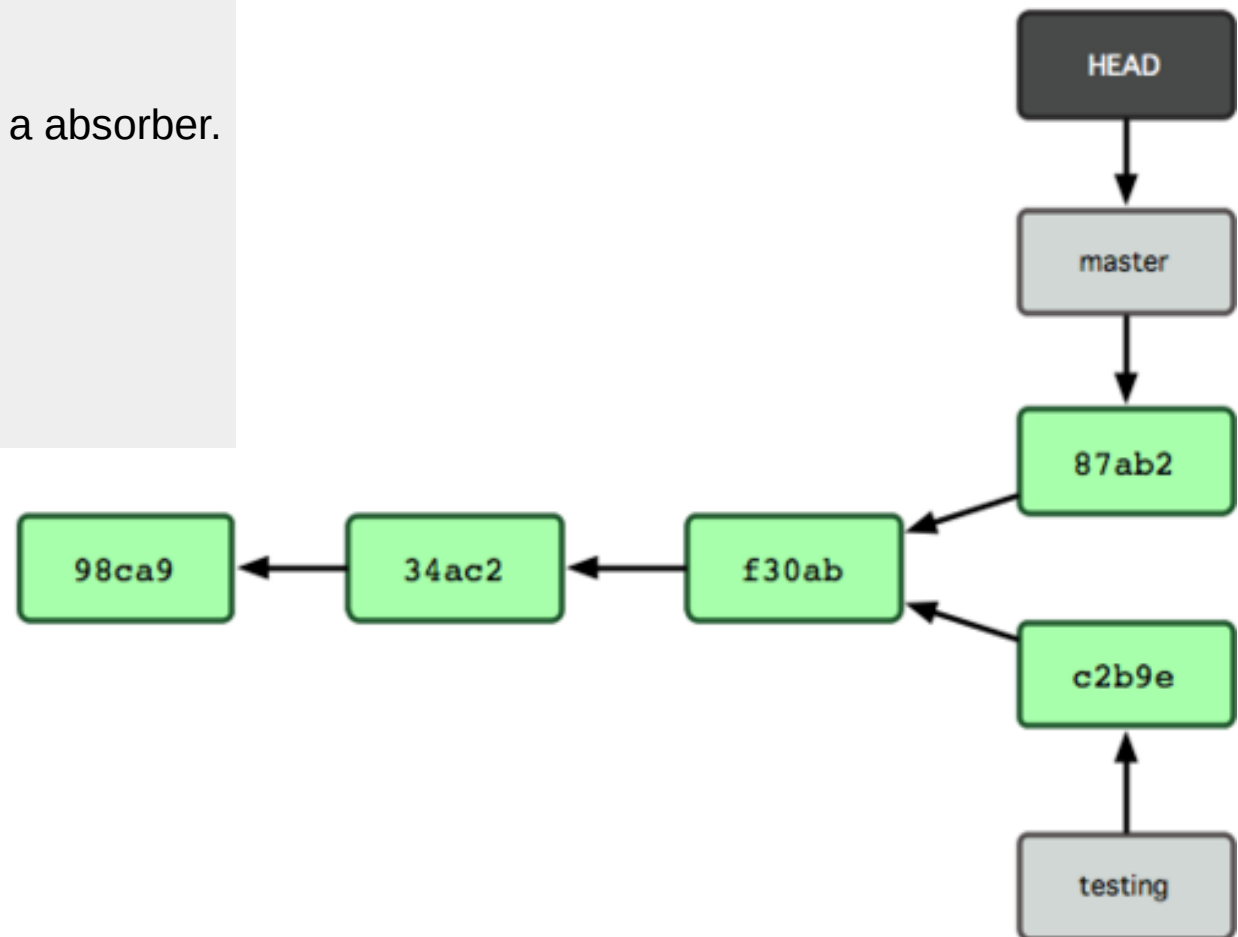 a absorber.
HEAD
master
87ab2
98ca9
34ac2
f30ab
c2b9e
testing